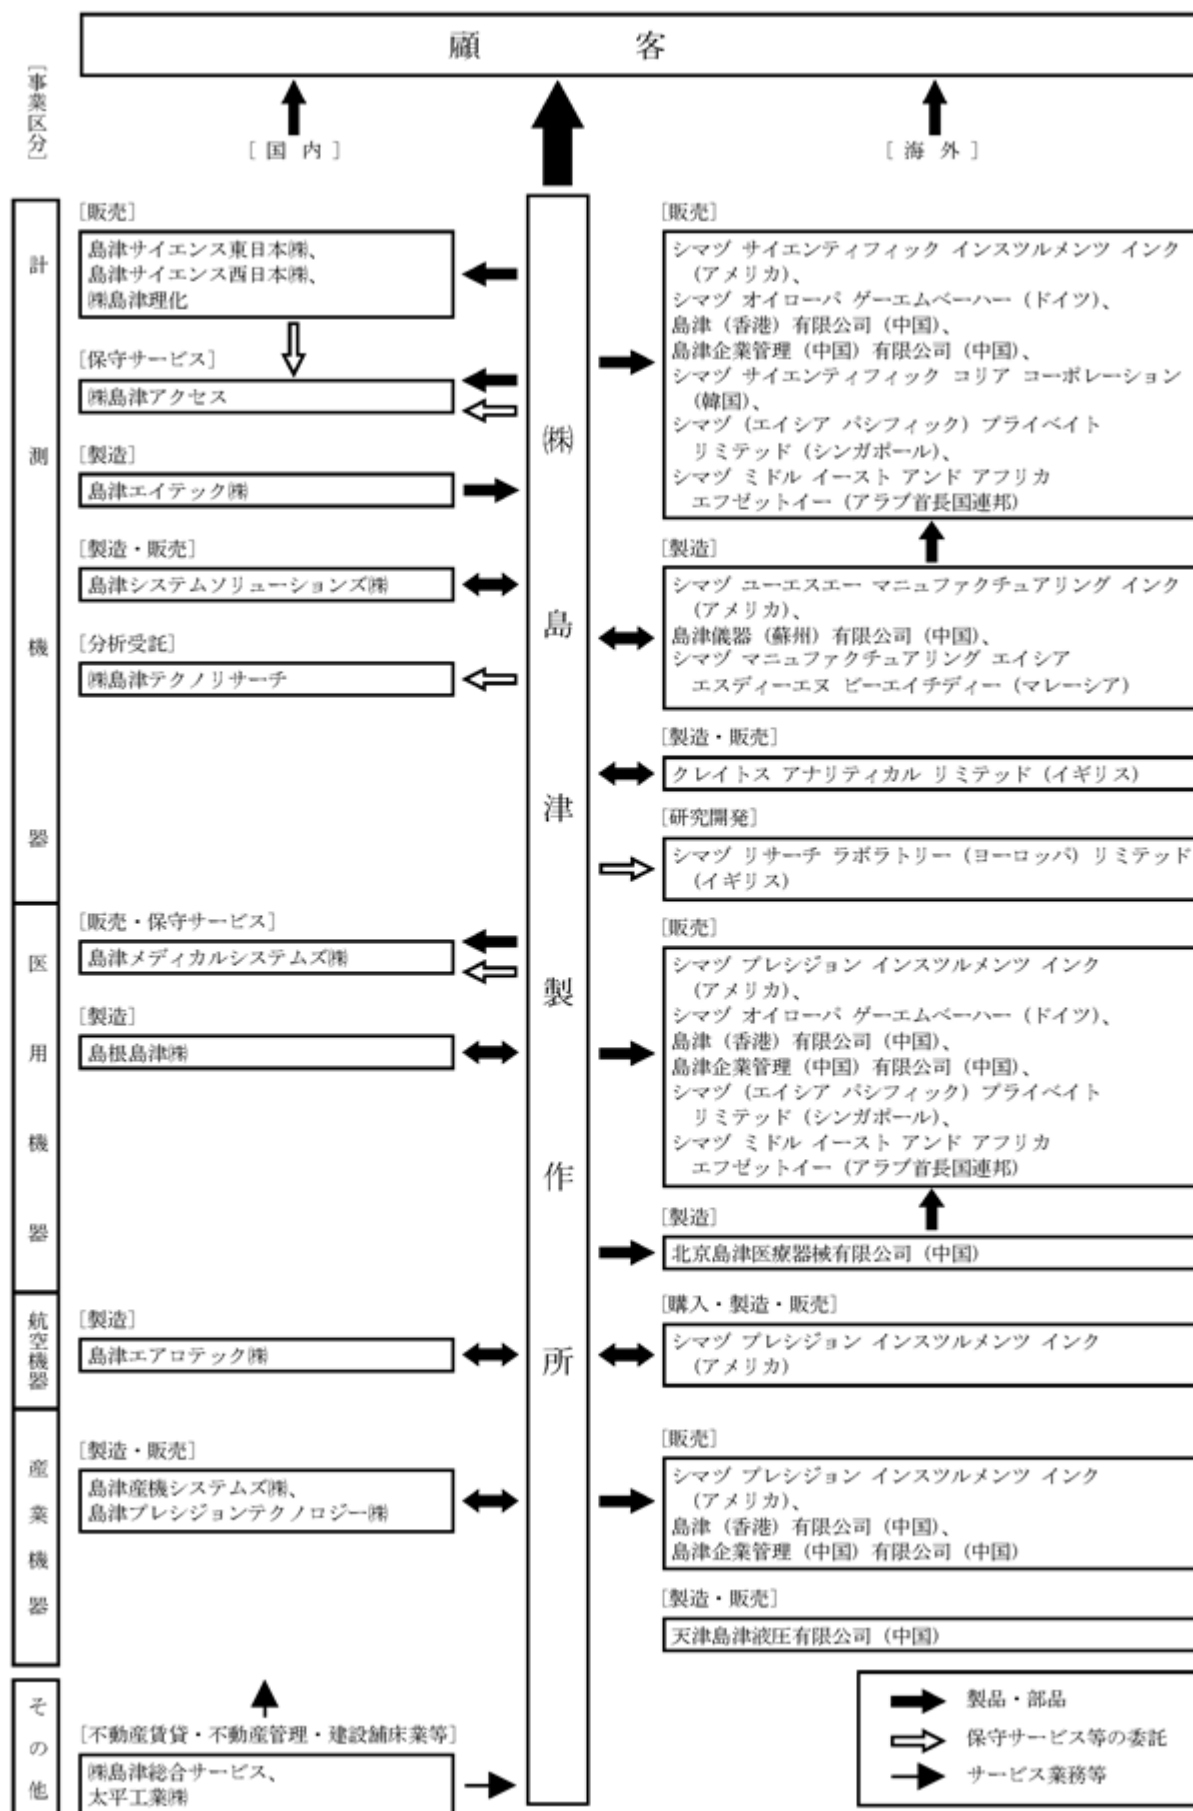 顧客
[事業区分]
[国内]
[海外]
計測機器
[販売]
島津サイエンス東日本㈱、
島津サイエンス西日本㈱、
㈱島津理化
[保守サービス]
㈱島津アクセス
[製造]
島津エイテック㈱
[製造・販売]
島津システムソリューションズ㈱
[分析受託]
㈱島津テクノリサーチ
㈱島津製作所
[販売]
シマヅ サイエンティフィック インスツルメンツ インク
(アメリカ)、
シマヅ オイローパ ゲーエムベーハー (ドイツ)、
島津 (香港) 有限公司 (中国)、
島津企業管理 (中国) 有限公司 (中国)、
シマヅ サイエンティフィック コリア コーポレーション
(韓国)、
シマヅ (エイシア パシフィック) プライベイト
リミテッド (シンガポール)、
シマヅ ミドル イースト アンド アフリカ
エフゼットイー (アラブ首長国連邦)
[製造]
シマヅ ユーエスエー マニュファクチュアリング インク
(アメリカ)、
島津儀器 (蘇州) 有限公司 (中国)、
シマヅ マニュファクチュアリング エイシア
エスディーエヌ ビーエイチディー (マレーシア)
[製造・販売]
クレイトス アナリティカル リミテッド (イギリス)
[研究開発]
シマヅ リサーチ ラボラトリー (ヨーロッパ) リミテッド
(イギリス)
医用機器
[販売・保守サービス]
島津メディカルシステムズ㈱
[製造]
島根島津㈱
[販売]
シマヅ プレシジョン インスツルメンツ インク
(アメリカ)、
シマヅ オイローパ ゲーエムベーハー (ドイツ)、
島津 (香港) 有限公司 (中国)、
島津企業管理 (中国) 有限公司 (中国)、
シマヅ (エイシア パシフィック) プライベイト
リミテッド (シンガポール)、
シマヅ ミドル イースト アンド アフリカ
エフゼットイー (アラブ首長国連邦)
[製造]
北京島津医療器械有限公司 (中国)
航空機器
[製造]
島津エアロテック㈱
[購入・製造・販売]
シマヅ プレシジョン インスツルメンツ インク
(アメリカ)
産業機器
[製造・販売]
島津産機システムズ㈱、
島津プレシジョンテクノロジー㈱
[販売]
シマヅ プレシジョン インスツルメンツ インク
(アメリカ)、
島津 (香港) 有限公司 (中国)、
島津企業管理 (中国) 有限公司 (中国)
[製造・販売]
天津島津液圧有限公司 (中国)
その他
[不動産賃貸・不動産管理・建設舗床業等]
㈱島津総合サービス、
太平工業㈱
製品・部品
保守サービス等の委託
サービス業務等